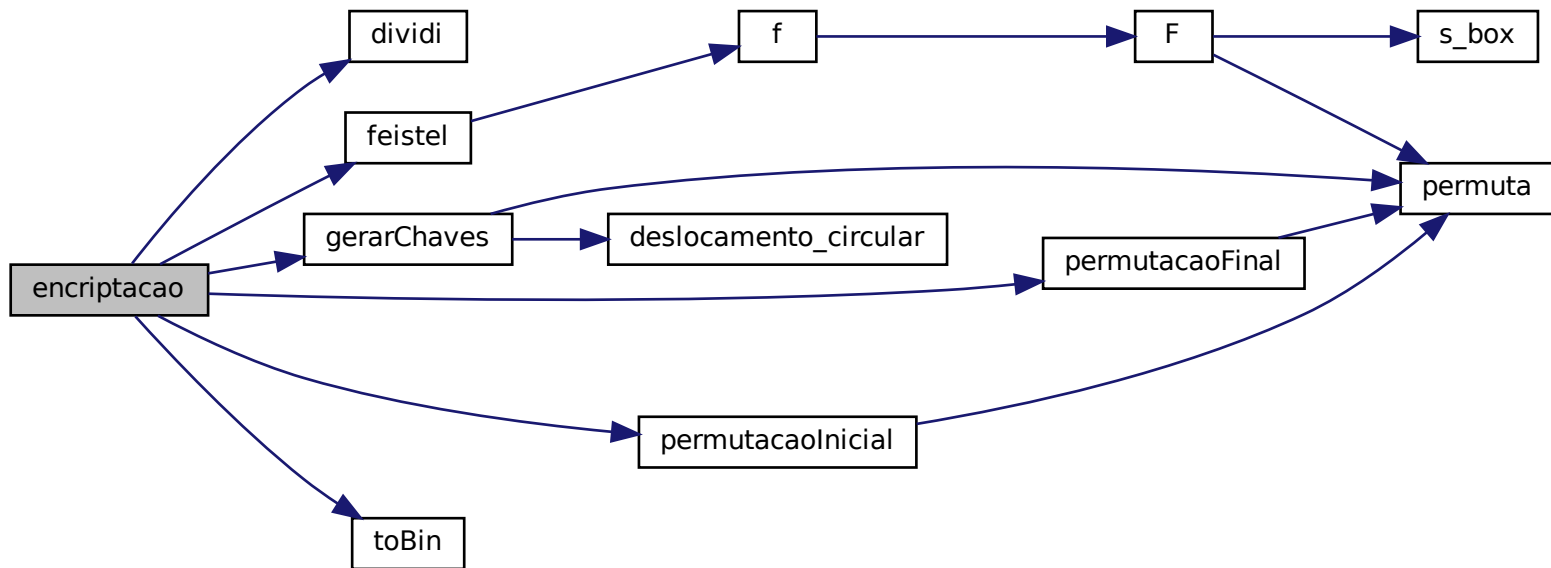 dividi
f
F
s_box
feistel
permuta
gerarChaves
deslocamento_circular
permutacaoFinal
encriptacao
permutacaoInicial
toBin